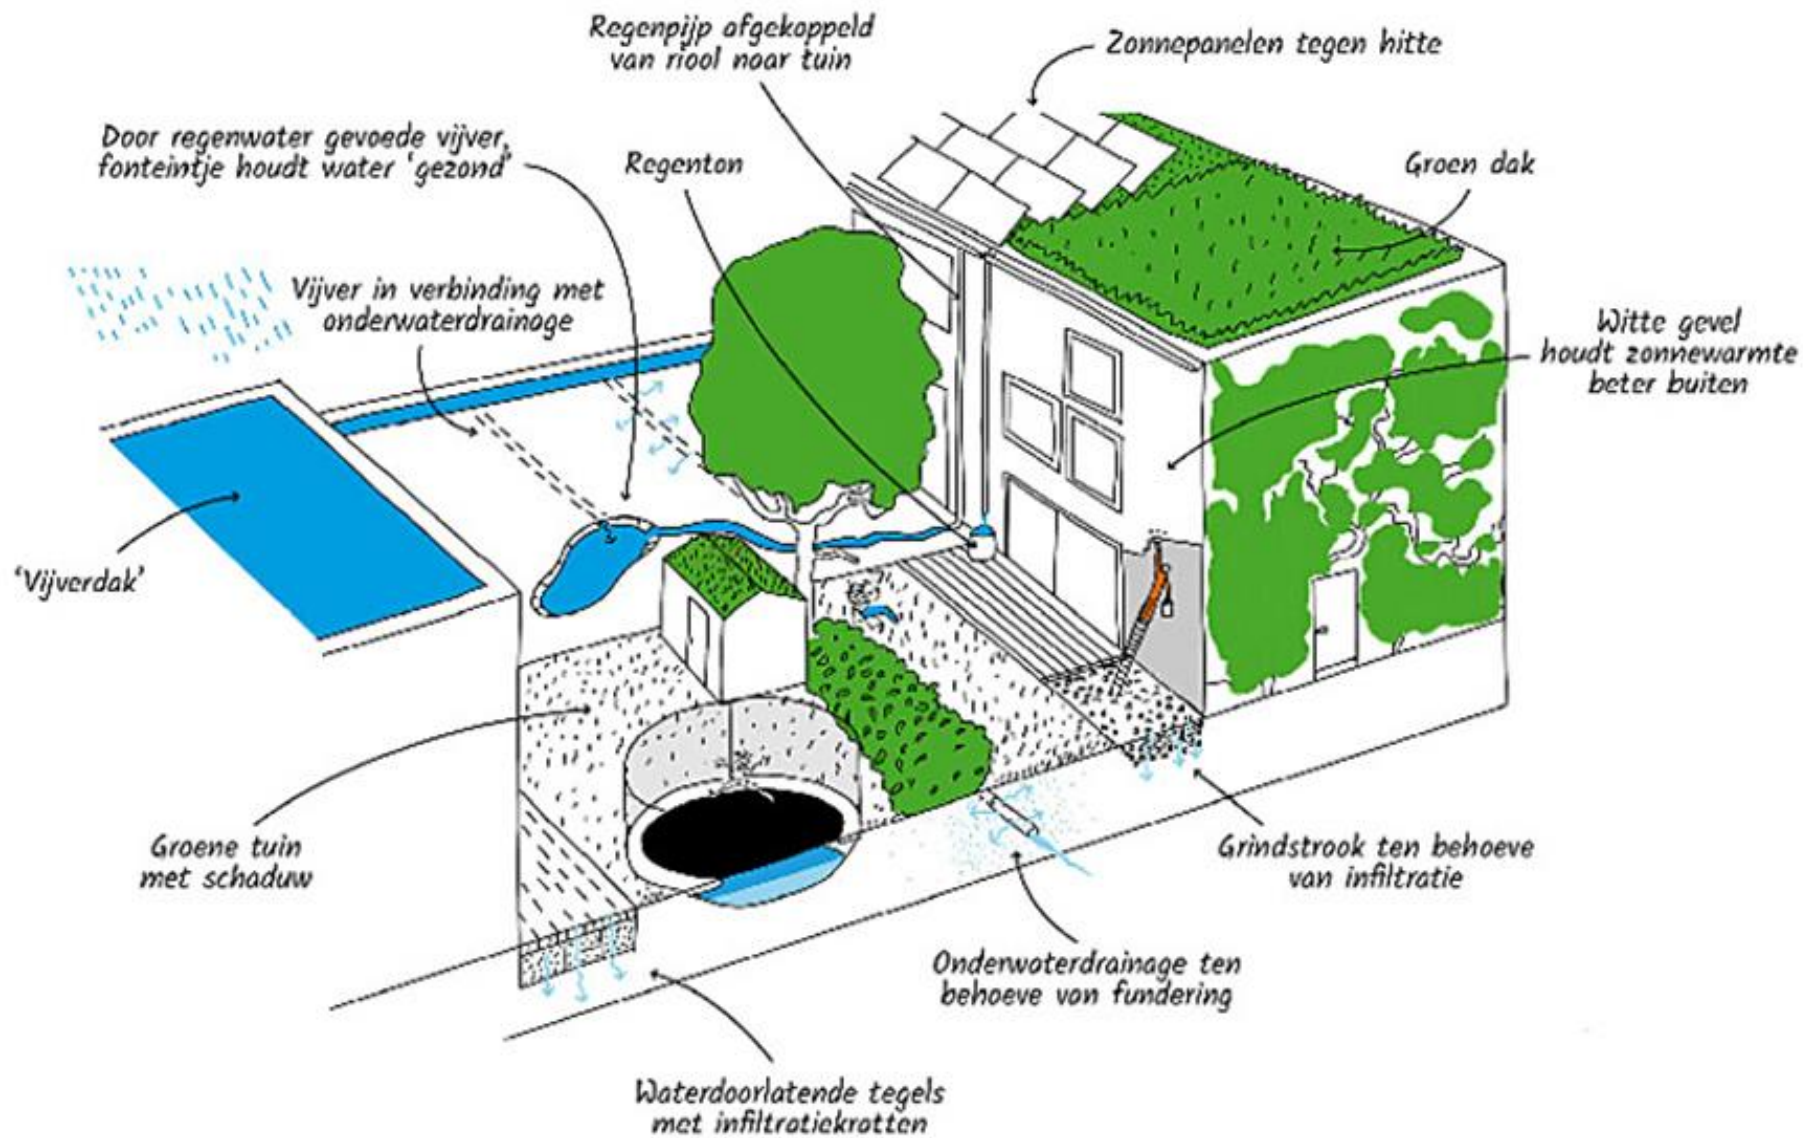 Regenpijp afgekoppeld
van riool naar tuin
Zonnepanelen tegen hitte
Door regenwater gevoede vijver,
fonteintje houdt water 'gezond'
Regenton
Groen dak
Vijver in verbinding met
onderwaterdrainage
Witte gevel
houdt zonnewarmte
beter buiten
'Vijverdak'
Groene tuin
met schaduw
Grindstrook ten behoeve
van infiltratie
Onderwaterdrainage ten
behoeve van fundering
Waterdoorlatende tegels
met infiltratiekratten